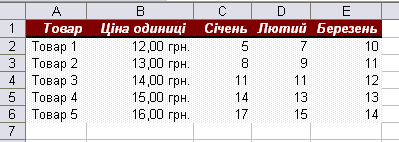 A B C D E
1 Товар Ціна одиниці Січень Лютий Березень
2 Товар 1 12,00 грн. 5 7 10
3 Товар 2 13,00 грн. 8 9 11
4 Товар 3 14,00 грн. 11 11 12
5 Товар 4 15,00 грн. 14 13 13
6 Товар 5 16,00 грн. 17 15 14
7